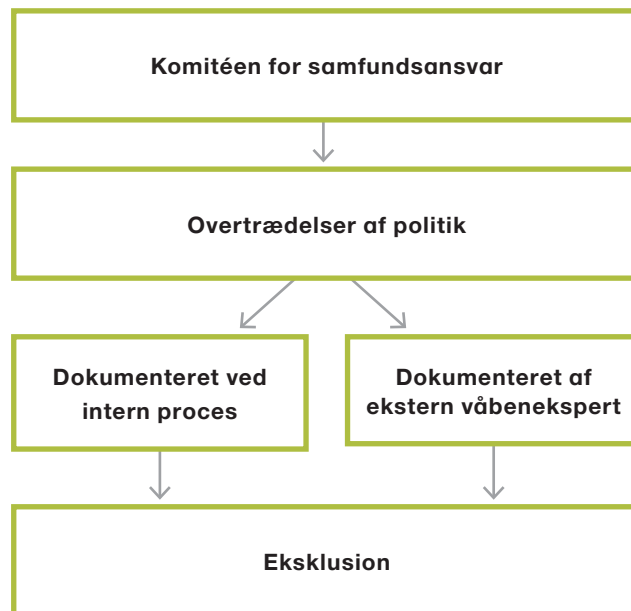 Komitéen for samfundsansvar
Overtrædelser af politik
Dokumenteret ved
intern proces
Dokumenteret af
ekstern våbenekspert
Eksklusion